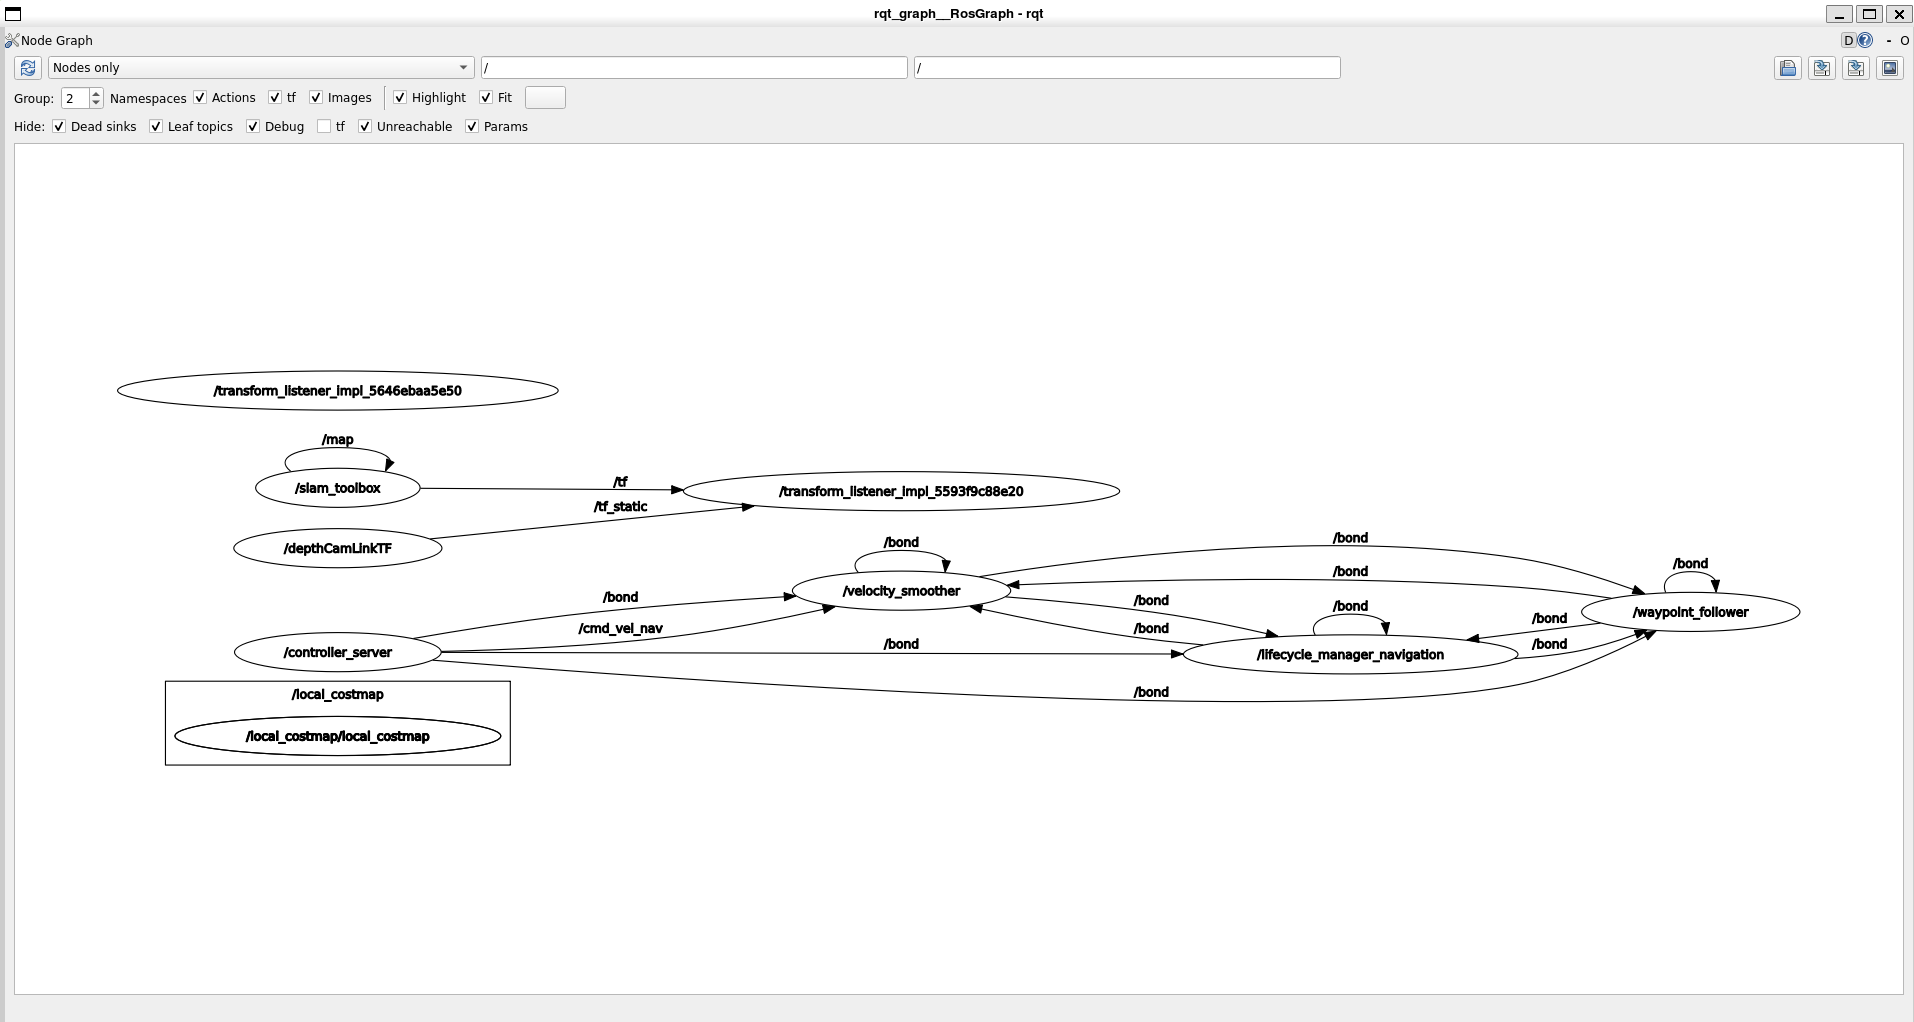 rqt_graph__RosGraph - rqt
Node Graph
D ? - O
Nodes only
/
/
Group: 2 Namespaces Actions tf Images Highlight Fit
Hide: Dead sinks Leaf topics Debug tf Unreachable Params
/transform_listener_impl_5646ebaa5e50
/map
/slam_toolbox
/tf
/transform_listener_impl_5593f9c88e20
/tf_static
/depthCamLinkTF
/bond
/bond
/bond
/bond
/velocity_smoother
/bond
/bond
/bond
/waypoint_follower
/bond
/cmd_vel_nav
/bond
/bond
/controller_server
/bond
/lifecycle_manager_navigation
/bond
/local_costmap
/bond
/local_costmap/local_costmap